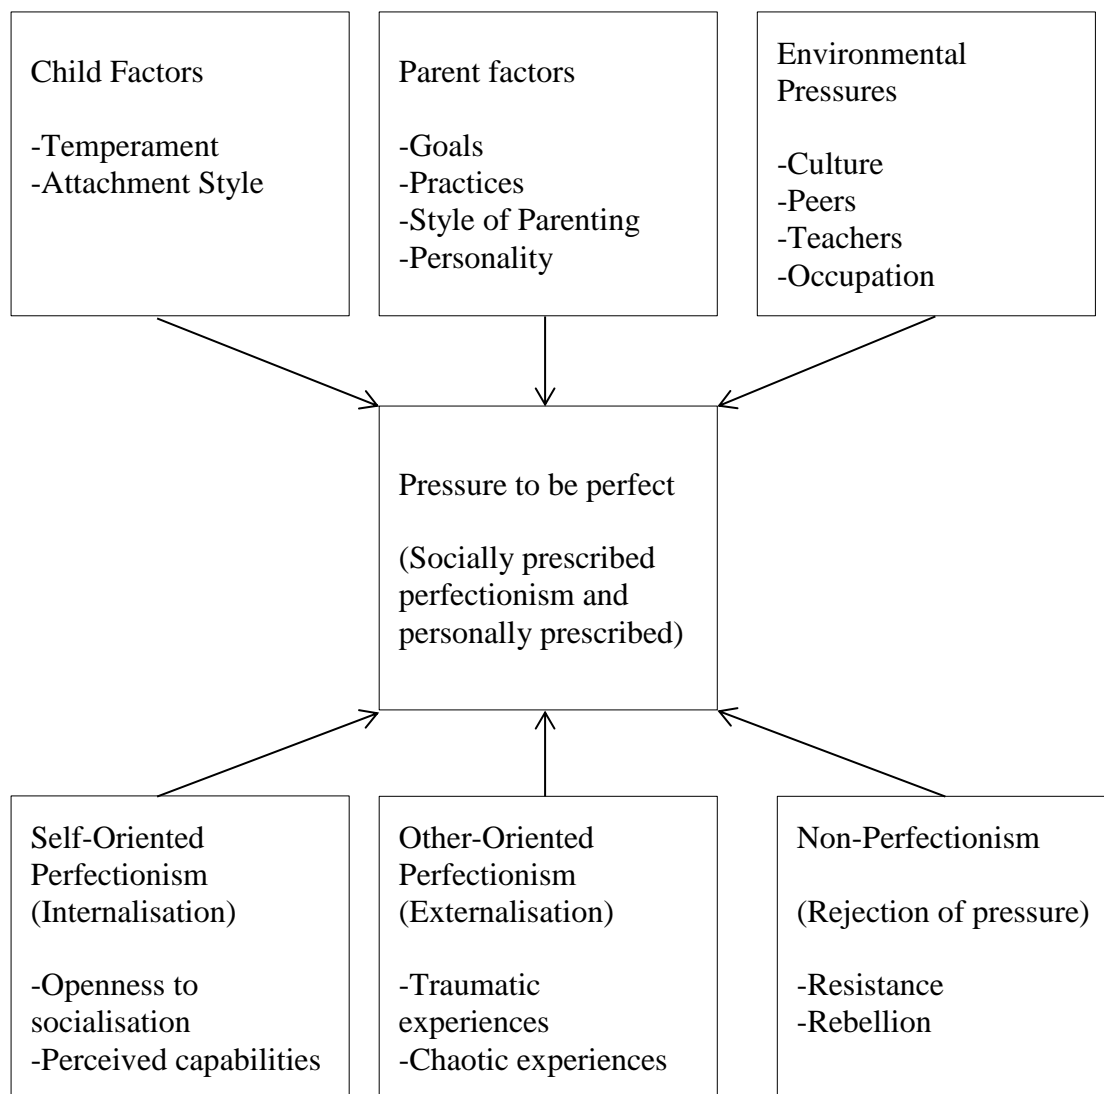 Child Factors
-Temperament
-Attachment Style
Parent factors
-Goals
-Practices
-Style of Parenting
-Personality
Environmental
Pressures
-Culture
-Peers
-Teachers
-Occupation
Pressure to be perfect
(Socially prescribed
perfectionism and
personally prescribed)
Self-Oriented
Perfectionism
(Internalisation)
-Openness to
socialisation
-Perceived capabilities
Other-Oriented
Perfectionism
(Externalisation)
-Traumatic
experiences
-Chaotic experiences
Non-Perfectionism
(Rejection of pressure)
-Resistance
-Rebellion